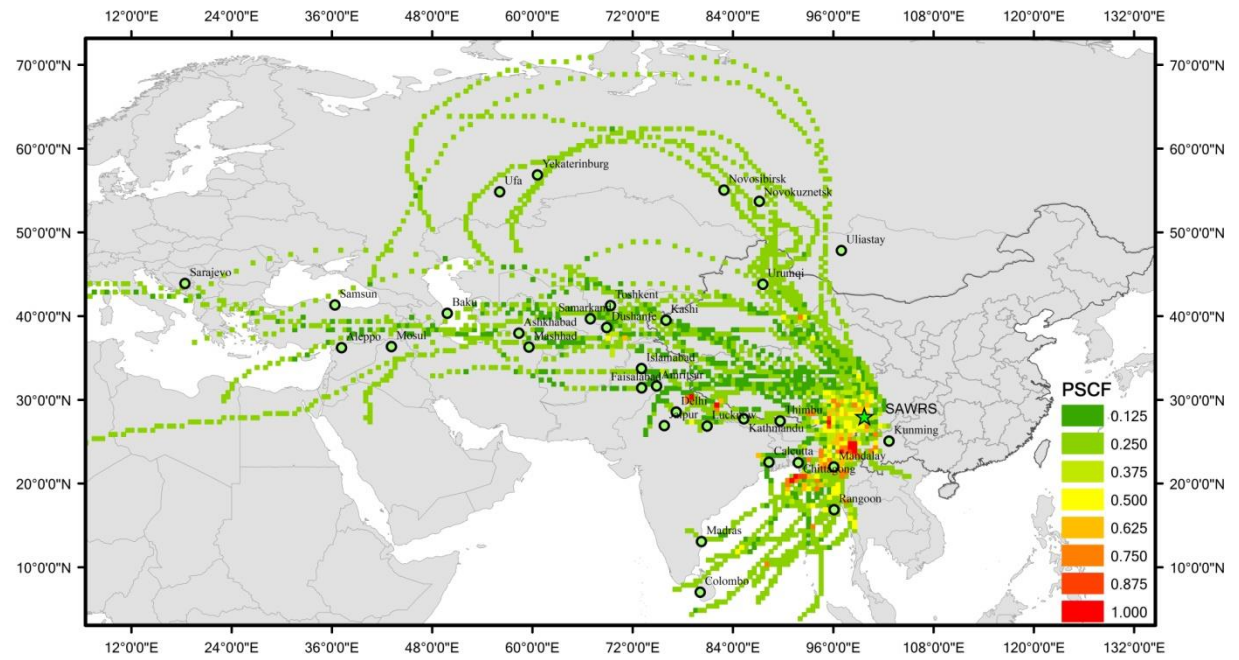 12°0'0"N 24°0'0"E 36°0'0"E 48°0'0"E 60°0'0"E 72°0'0"E 84°0'0"E 96°0'0"E 108°0'0"E 120°0'0"E 132°00'0"E
70°0'0"N
70°0'0"N
60°0'0"N
60°0'0"N
50°0'0"N
50°0'0"N
40°0'0"N
40°0'0"N
30°0'0"N
30°0'0"N
20°0'0"N
20°0'0"N
10°0'0"N
10°0'0"N
Yekaterinburg
Ufa
Novosibirsk
Novokuznetsk
Uliastay
Sarajevo
Urumqi
Samsun
Baku
Toshkent
Samarkand
Kashi
Dushanje
Ashkhabad
Aleppo
Mosul
Mashhad
Islamabad
Faisalabad
Amritsar
Delhi
Jaipur
Lucknow
Thimbu
Kathmandu
SAWRS
Kunming
Calcutta
Mandalay
Chittagong
Rangoon
Madras
Colombo
PSCF
0.125
0.250
0.375
0.500
0.625
0.750
0.875
1.000
12°0'0"E 24°0'0"E 36°0'0"E 48°0'0"E 60°0'0"E 72°0'0"E 84°0'0"E 96°0'0"E 108°0'0"E 120°0'0"E 132°0'0"E